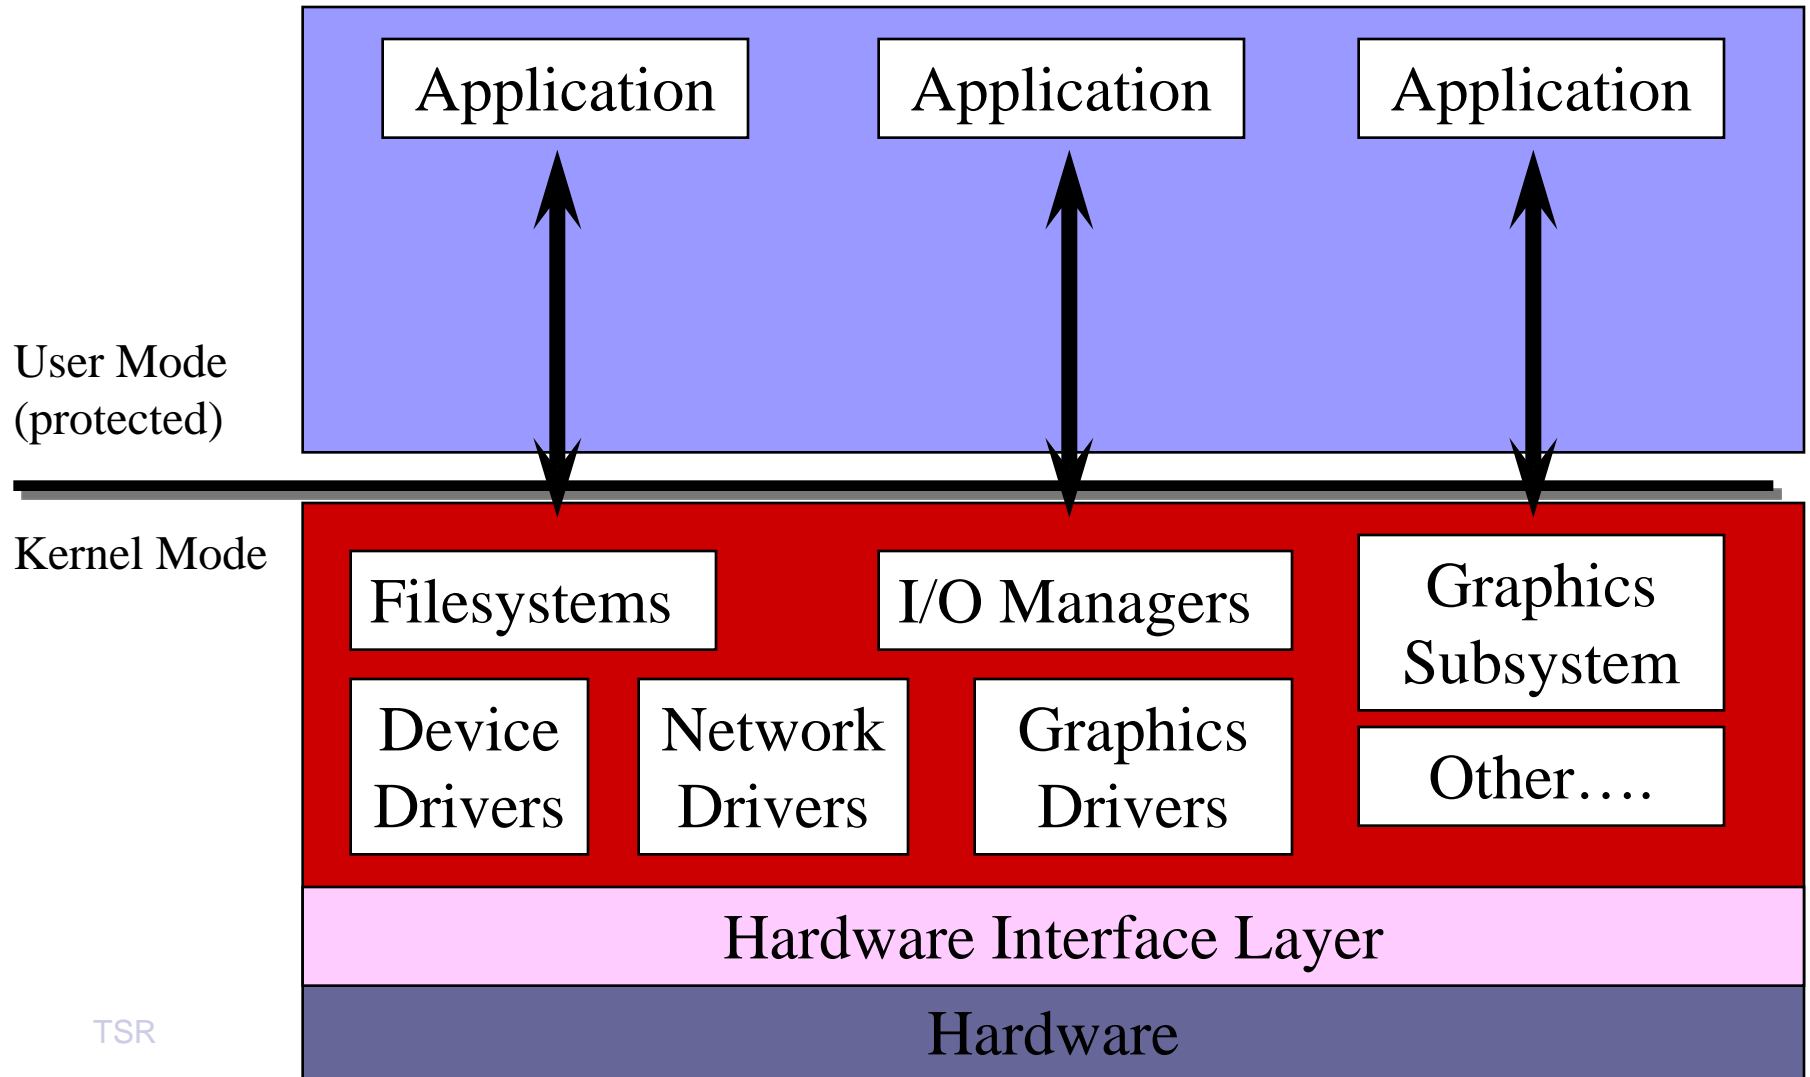 Application
Application
Application
User Mode
(protected)
Kernel Mode
Filesystems
I/O Managers
Graphics
Subsystem
Device
Drivers
Network
Drivers
Graphics
Drivers
Other….
Hardware Interface Layer
Hardware
TSR